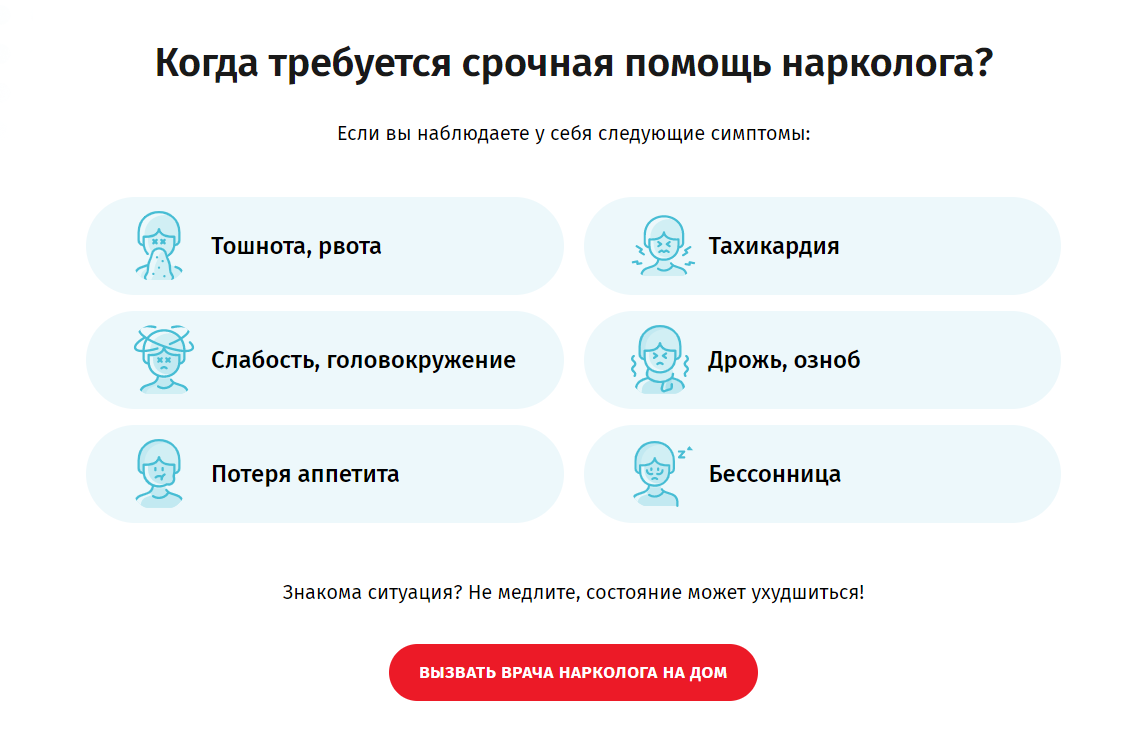 Когда требуется срочная помощь нарколога?
Если вы наблюдаете у себя следующие симптомы:
Тошнота, рвота
Тахикардия
Слабость, головокружение
Дрожь, озноб
Потеря аппетита
Бессонница
Знакома ситуация? Не медлите, состояние может ухудшиться!
ВЫЗВАТЬ ВРАЧА НАРКОЛОГА НА ДОМ